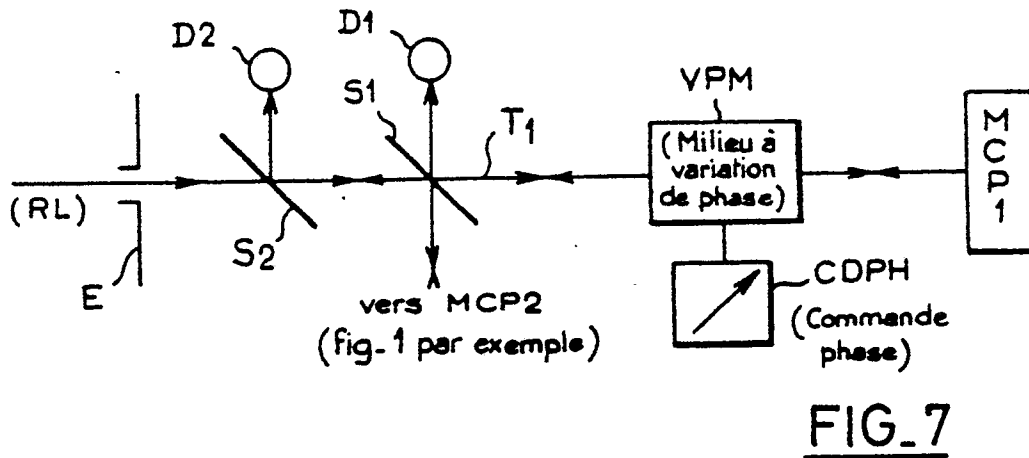 D2
D1
S1
T1
VPM
(Milieu à
variation
de phase)
MCP1
(RL)
E
S2
vers MCP2
(fig-1 par exemple)
CDPH
(Commande
phase)
FIG_7